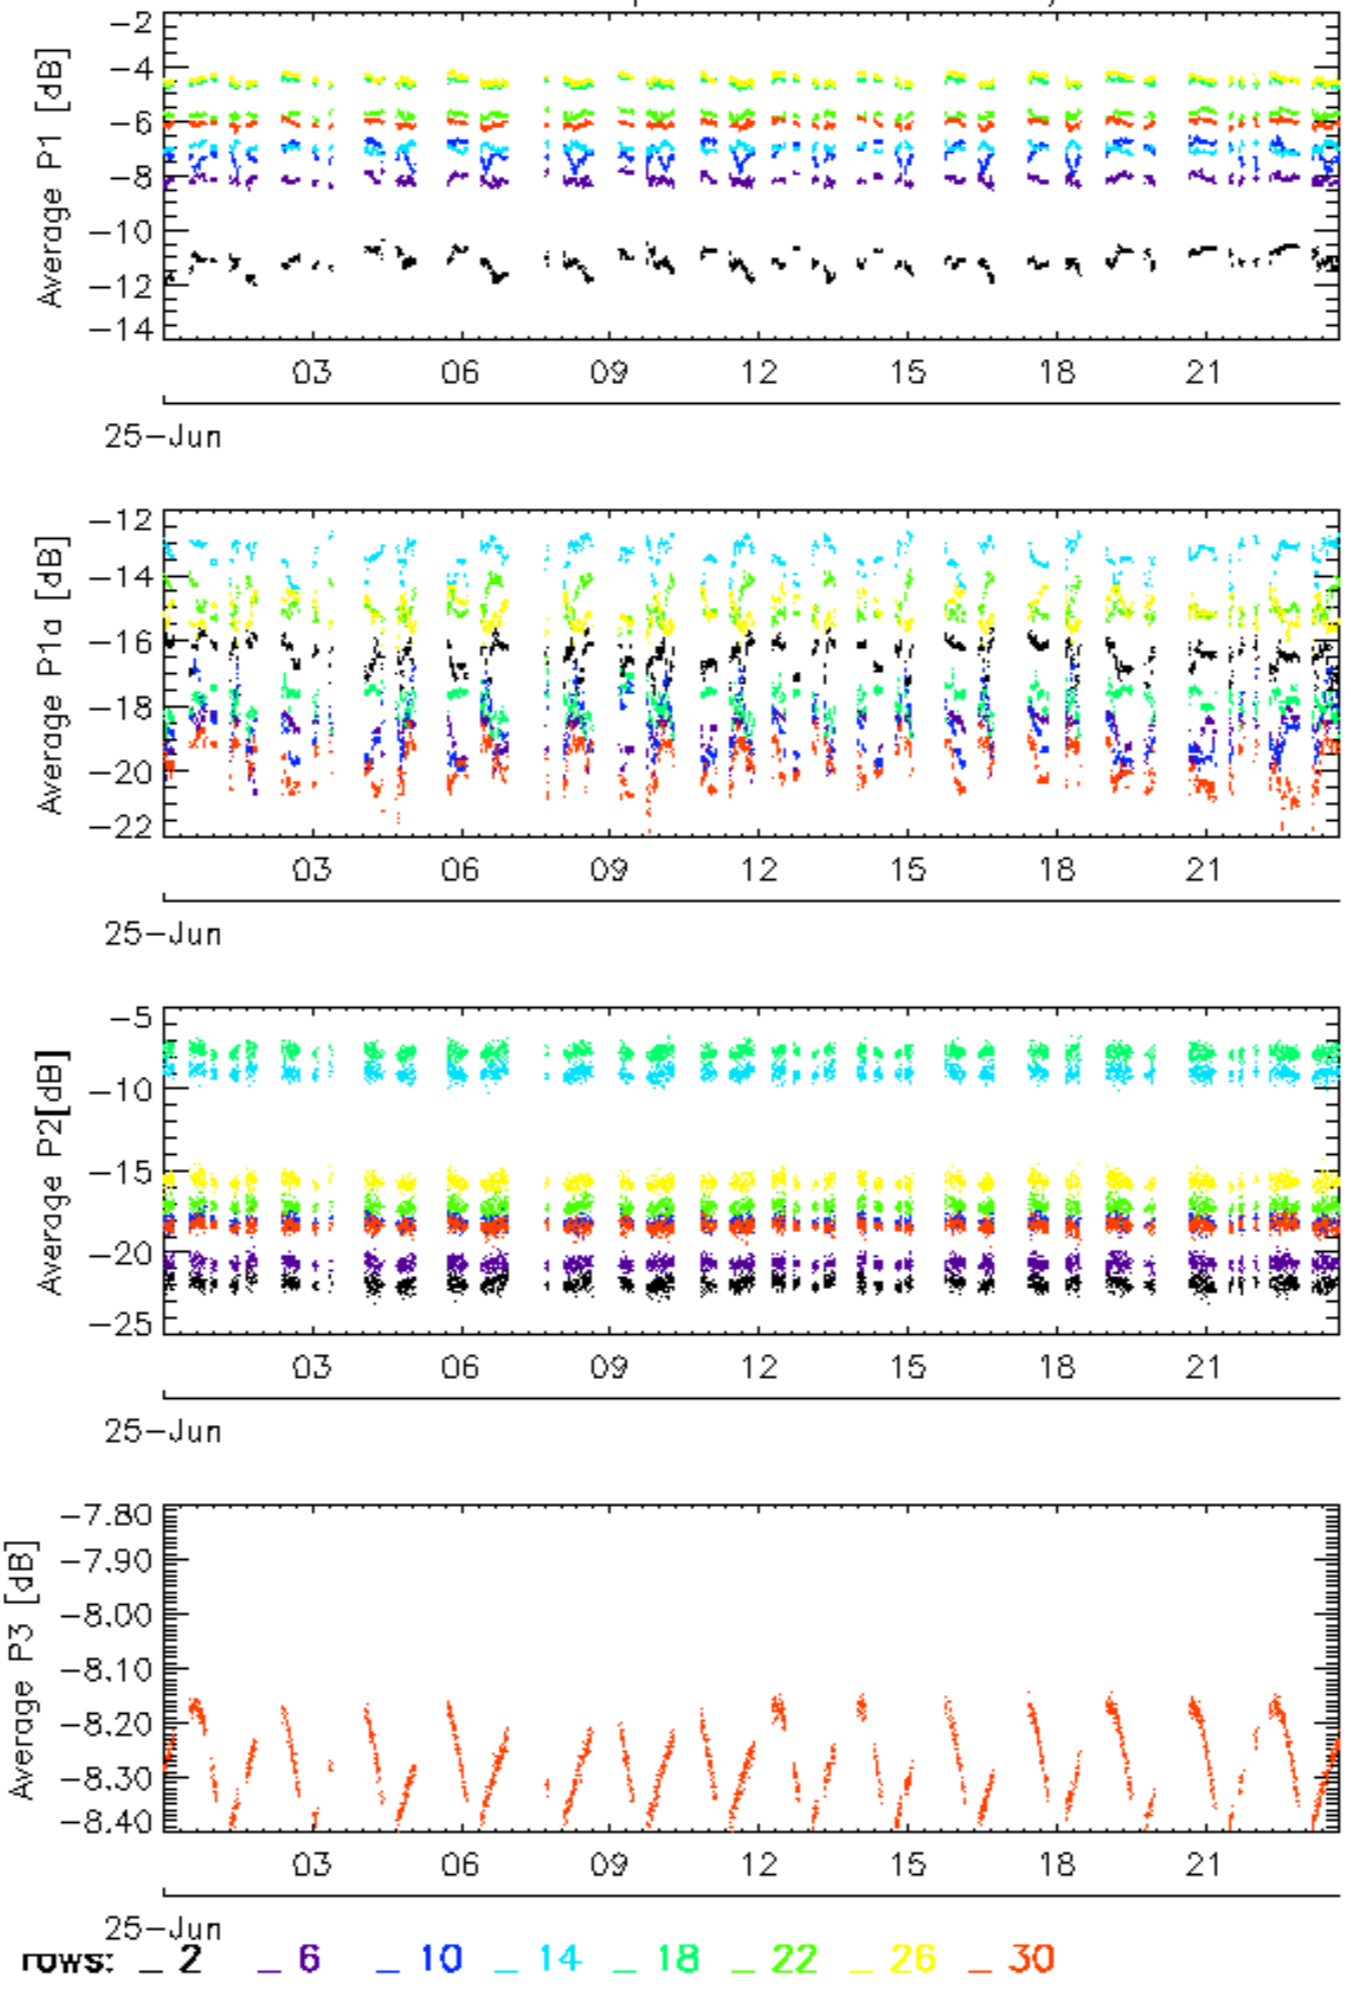 Average P1 [dB]
−2
−4
−6
−8
−10
−12
−14
03 06 09 12 15 18 21
25−Jun
Average P1a [dB]
−12
−14
−16
−18
−20
−22
03 06 09 12 15 18 21
25−Jun
Average P2[dB]
−5
−10
−15
−20
−25
03 06 09 12 15 18 21
25−Jun
Average P3 [dB]
−7.80
−7.90
−8.00
−8.10
−8.20
−8.30
−8.40
03 06 09 12 15 18 21
25−Jun
rows: _ 2 _ 6 _ 10 _ 14 _ 18 _ 22 _ 26 _ 30